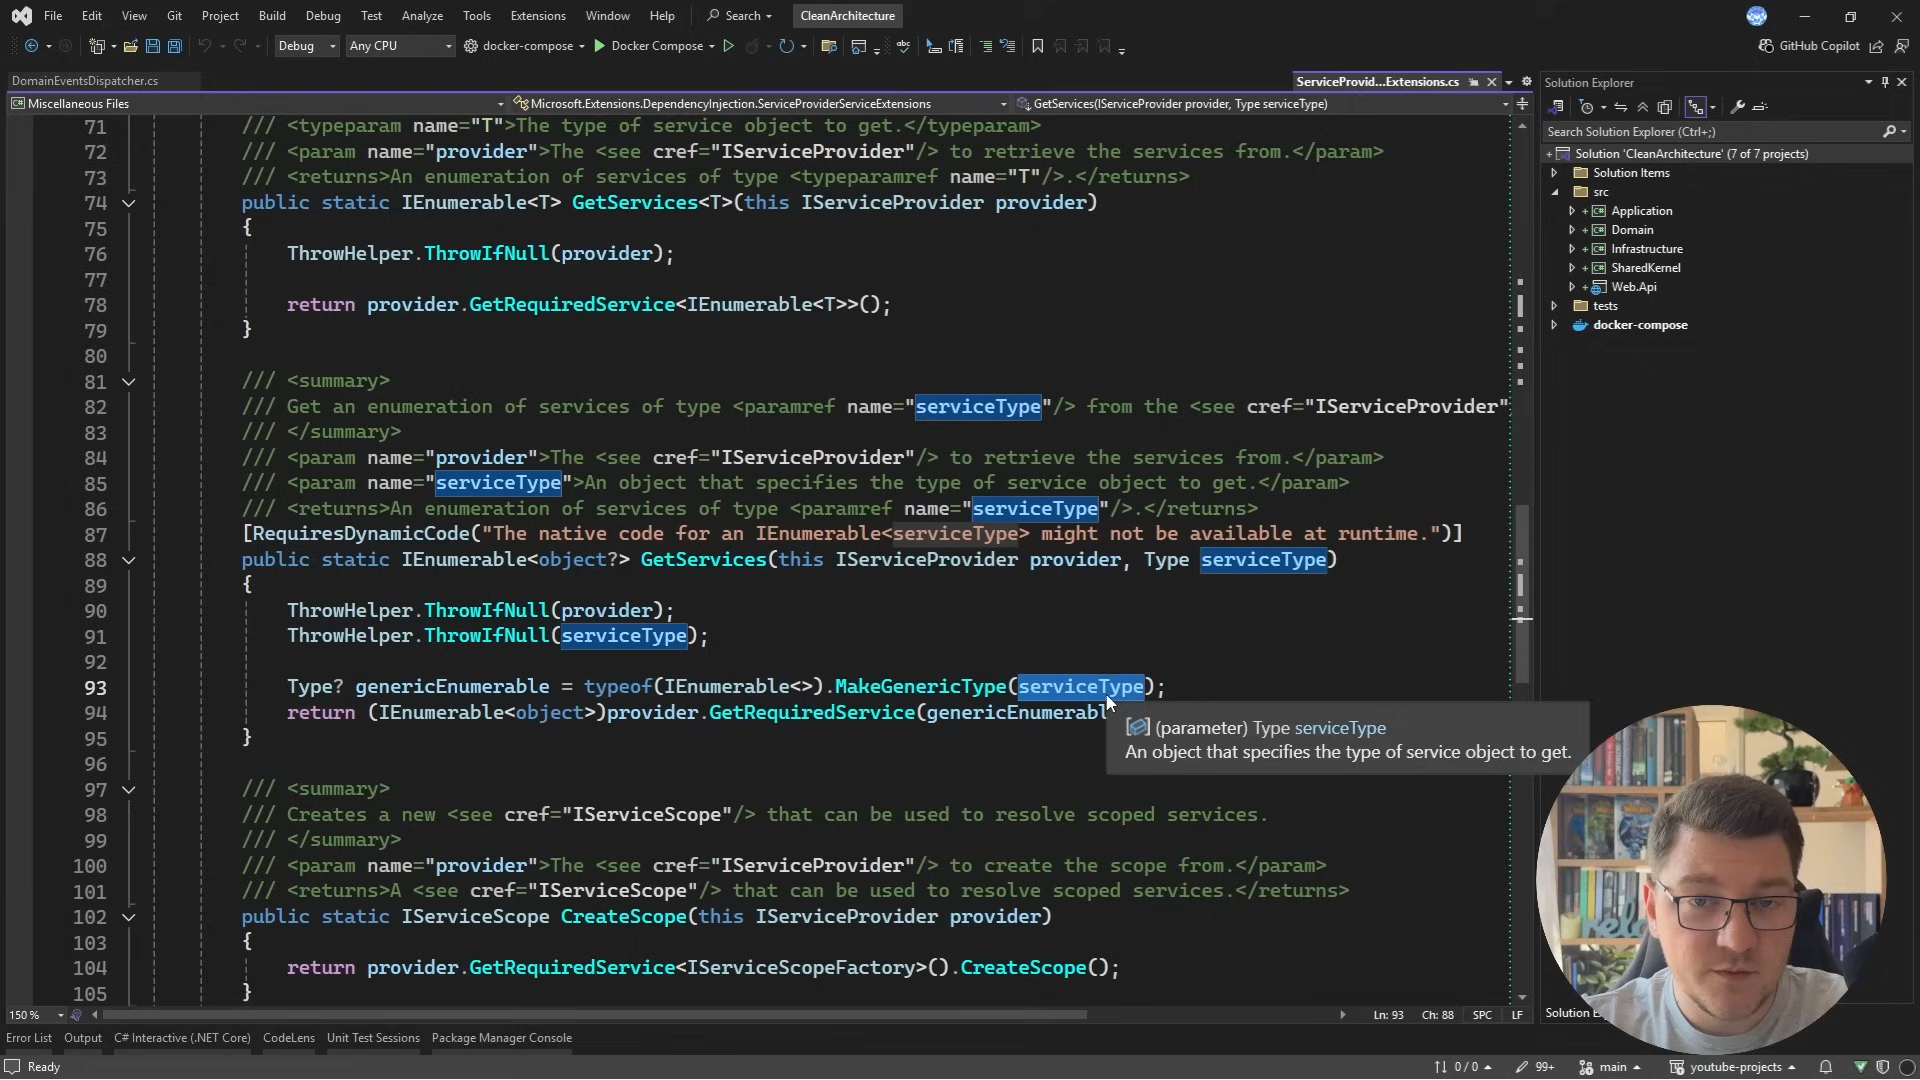 File Edit View Git Project Build Debug Test Analyze Tools Extensions Window Help Search CleanArchitecture
Debug Any CPU docker-compose Docker Compose GitHub Copilot
DomainEventsDispatcher.cs ServiceProvid...Extensions.cs
Miscellaneous Files Microsoft.Extensions.DependencyInjection.ServiceProviderServiceExtensions GetServices(IServiceProvider provider, Type serviceType)
71 /// <typeparam name="T">The type of service object to get.</typeparam>
72 /// <param name="provider">The <see cref="IServiceProvider"/> to retrieve the services from.</param>
73 /// <returns>An enumeration of services of type <typeparamref name="T"/>.</returns>
74 public static IEnumerable<T> GetServices<T>(this IServiceProvider provider)
75 {
76 ThrowHelper.ThrowIfNull(provider);
77
78 return provider.GetRequiredService<IEnumerable<T>>();
79 }
80
81 /// <summary>
82 /// Get an enumeration of services of type <paramref name="serviceType"/> from the <see cref="IServiceProvider"
83 /// </summary>
84 /// <param name="provider">The <see cref="IServiceProvider"/> to retrieve the services from.</param>
85 /// <param name="serviceType">An object that specifies the type of service object to get.</param>
86 /// <returns>An enumeration of services of type <paramref name="serviceType"/>.</returns>
87 [RequiresDynamicCode("The native code for an IEnumerable<serviceType> might not be available at runtime.")]
88 public static IEnumerable<object?> GetServices(this IServiceProvider provider, Type serviceType)
89 {
90 ThrowHelper.ThrowIfNull(provider);
91 ThrowHelper.ThrowIfNull(serviceType);
92
93 Type? genericEnumerable = typeof(IEnumerable<>).MakeGenericType(serviceType);
94 return (IEnumerable<object>)provider.GetRequiredService(genericEnumerabl
95 }
(parameter) Type serviceType
An object that specifies the type of service object to get.
96
97 /// <summary>
98 /// Creates a new <see cref="IServiceScope"/> that can be used to resolve scoped services.
99 /// </summary>
100 /// <param name="provider">The <see cref="IServiceProvider"/> to create the scope from.</param>
101 /// <returns>A <see cref="IServiceScope"/> that can be used to resolve scoped services.</returns>
102 public static IServiceScope CreateScope(this IServiceProvider provider)
103 {
104 return provider.GetRequiredService<IServiceScopeFactory>().CreateScope();
105 }
150 % Ln: 93 Ch: 88 SPC LF
Solution Explorer
Search Solution Explorer (Ctrl+;)
Solution 'CleanArchitecture' (7 of 7 projects)
Solution Items
src
Application
Domain
Infrastructure
SharedKernel
Web.Api
tests
docker-compose
Solution Ex
Error List Output C# Interactive (.NET Core) CodeLens Unit Test Sessions Package Manager Console
Ready 0 / 0 99+ main youtube-projects